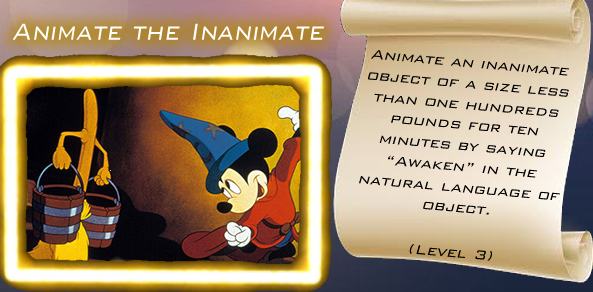 Animate the Inanimate
Animate an inanimate
object of a size less
than one hundreds
pounds for ten
minutes by saying
“Awaken” in the
natural language of
object.
(Level 3)